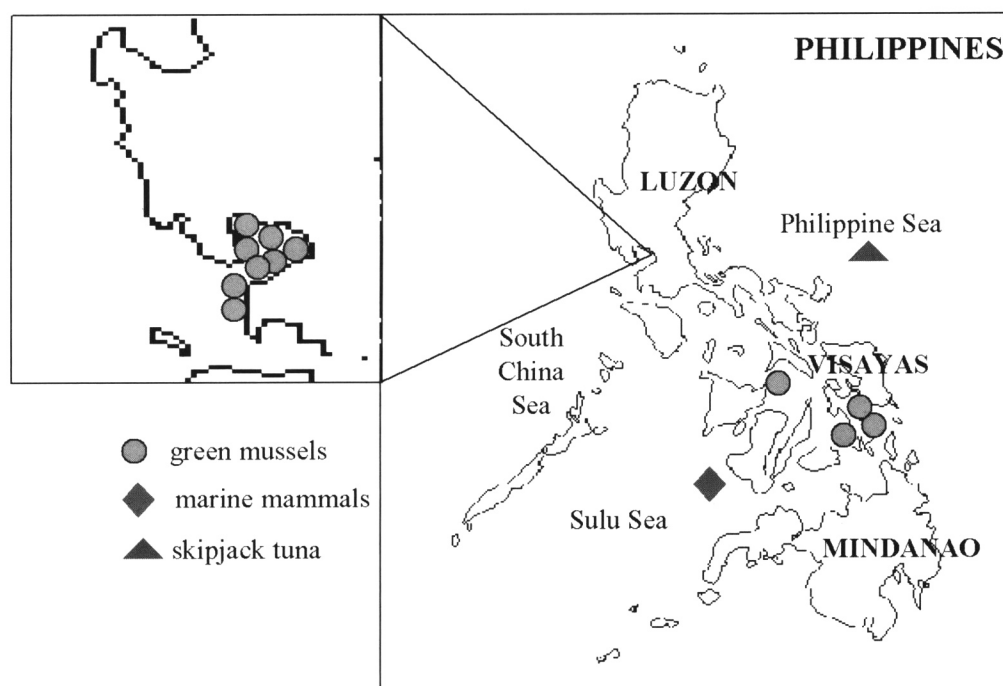 PHILIPPINES
LUZON
Philippine Sea
South
China
Sea
VISAYAS
green mussels
marine mammals
skipjack tuna
Sulu Sea
MINDANAO